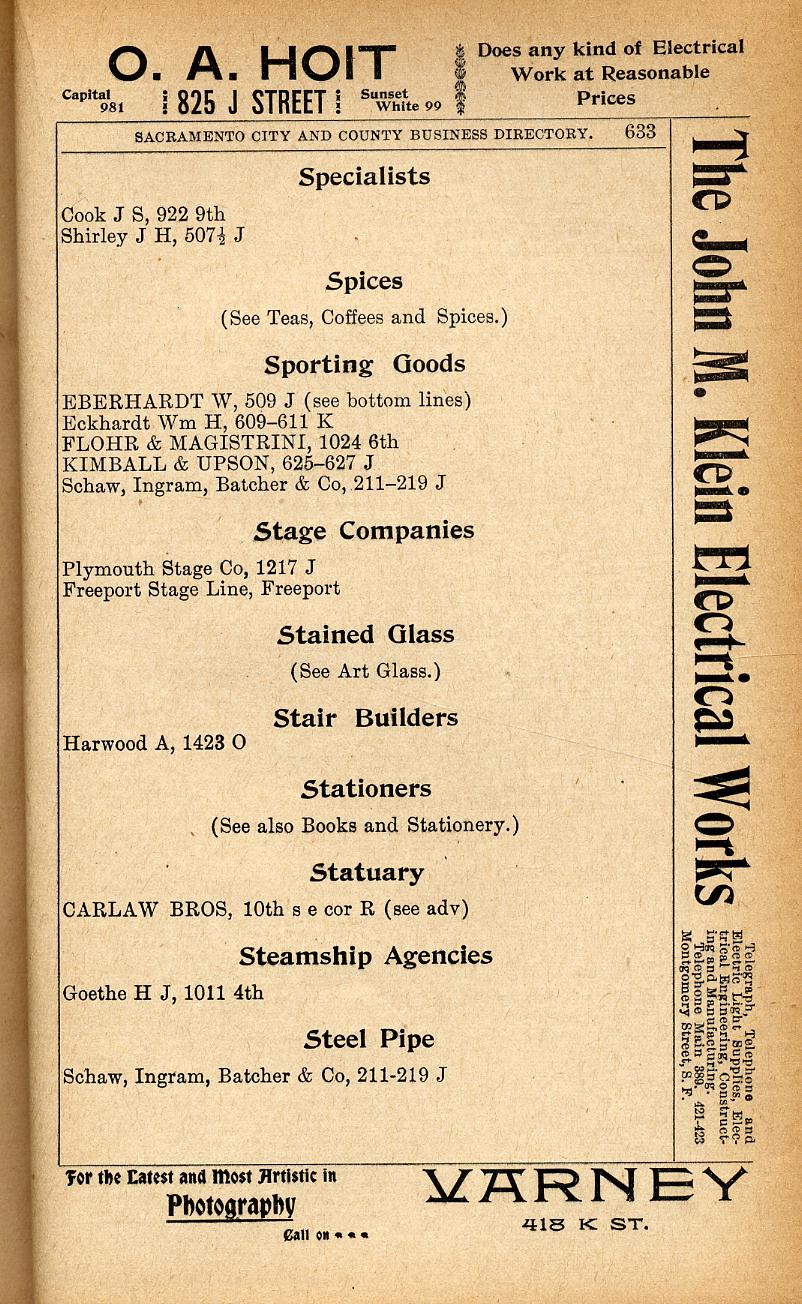 O. A. HOIT
Capital 981
825 J STREET
Sunset White 99
Does any kind of Electrical
Work at Reasonable
Prices
SACRAMENTO CITY AND COUNTY BUSINESS DIRECTORY. 633
Specialists
Cook J S, 922 9th
Shirley J H, 507½ J
Spices
(See Teas, Coffees and Spices.)
Sporting Goods
EBERHARDT W, 509 J (see bottom lines)
Eckhardt Wm H, 609–611 K
FLOHR & MAGISTRINI, 1024 6th
KIMBALL & UPSON, 625–627 J
Schaw, Ingram, Batcher & Co, 211–219 J
Stage Companies
Plymouth Stage Co, 1217 J
Freeport Stage Line, Freeport
Stained Glass
(See Art Glass.)
Stair Builders
Harwood A, 1423 O
Stationers
(See also Books and Stationery.)
Statuary
CARLAW BROS, 10th s e cor R (see adv)
Steamship Agencies
Goethe H J, 1011 4th
Steel Pipe
Schaw, Ingram, Batcher & Co, 211-219 J
The John M. Klein Electrical Works
Telegraph, Telephone and
Electric Light Supplies, Elec-
trical Engineering, Construct-
ing and Manufacturing.
Telephone Main 389. 421-423
Montgomery Street, S. F.
For the Latest and Most Artistic in
Photography
Call on
VARNEY
418 K ST.